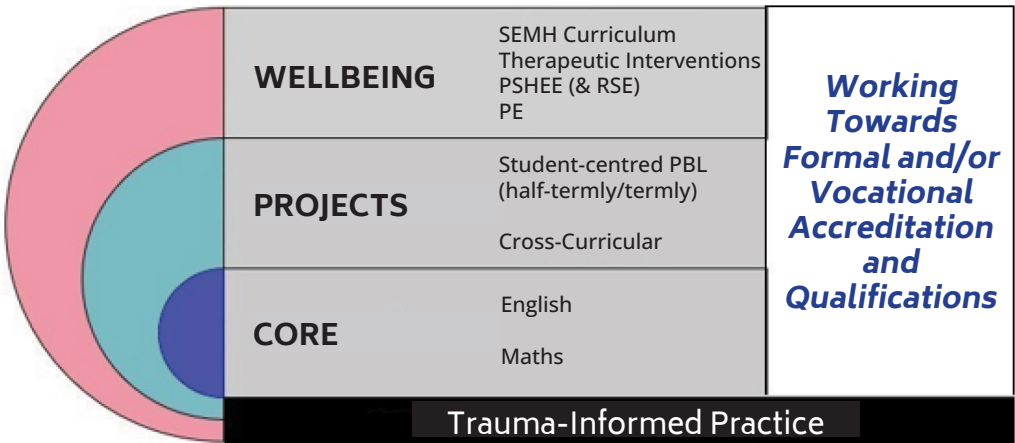 WELLBEING
SEMH Curriculum
Therapeutic Interventions
PSHEE (& RSE)
PE
PROJECTS
Student-centred PBL
(half-termly/termly)
Cross-Curricular
CORE
English
Maths
Working
Towards
Formal and/or
Vocational
Accreditation
and
Qualifications
Trauma-Informed Practice